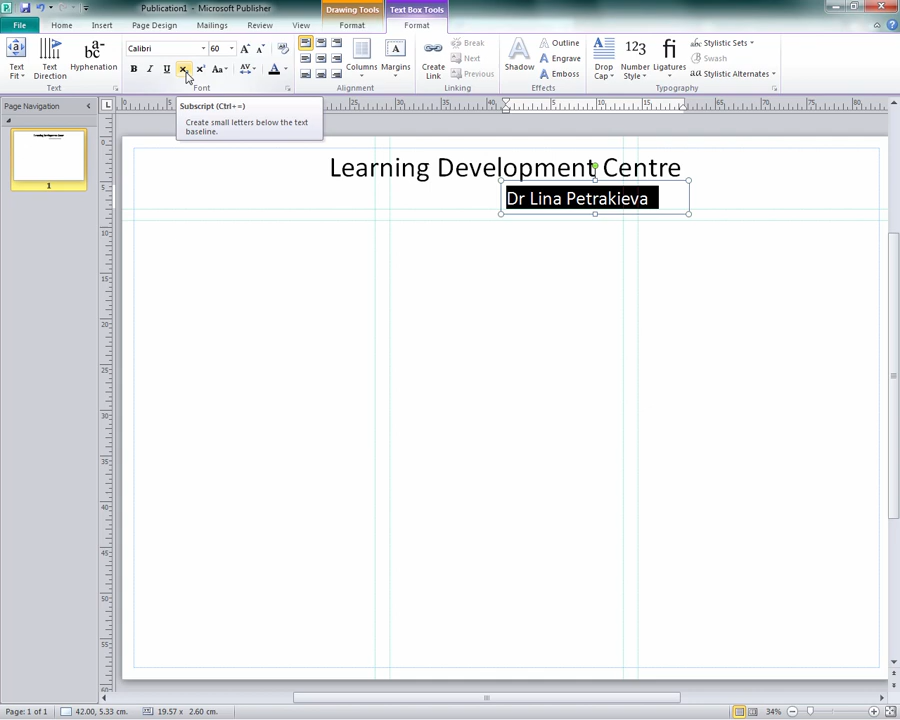 Publication1 - Microsoft Publisher
Drawing Tools
Text Box Tools
File
Home
Insert
Page Design
Mailings
Review
View
Format
Format
Text Fit
Text Direction
Hyphenation
Text
Calibri
60
B I U x x Aa AV A
Font
Alignment
Columns
Margins
Create Link
Break
Next
Previous
Linking
Shadow
Outline
Engrave
Emboss
Effects
Drop Cap
Number Style
Ligatures
Stylistic Sets
Swash
Stylistic Alternates
Typography
Subscript (Ctrl+=)
Create small letters below the text
baseline.
Page Navigation
1
Learning Development Centre
Dr Lina Petrakieva
Page: 1 of 1
42.00, 5.33 cm.
19.57 x 2.60 cm.
34%